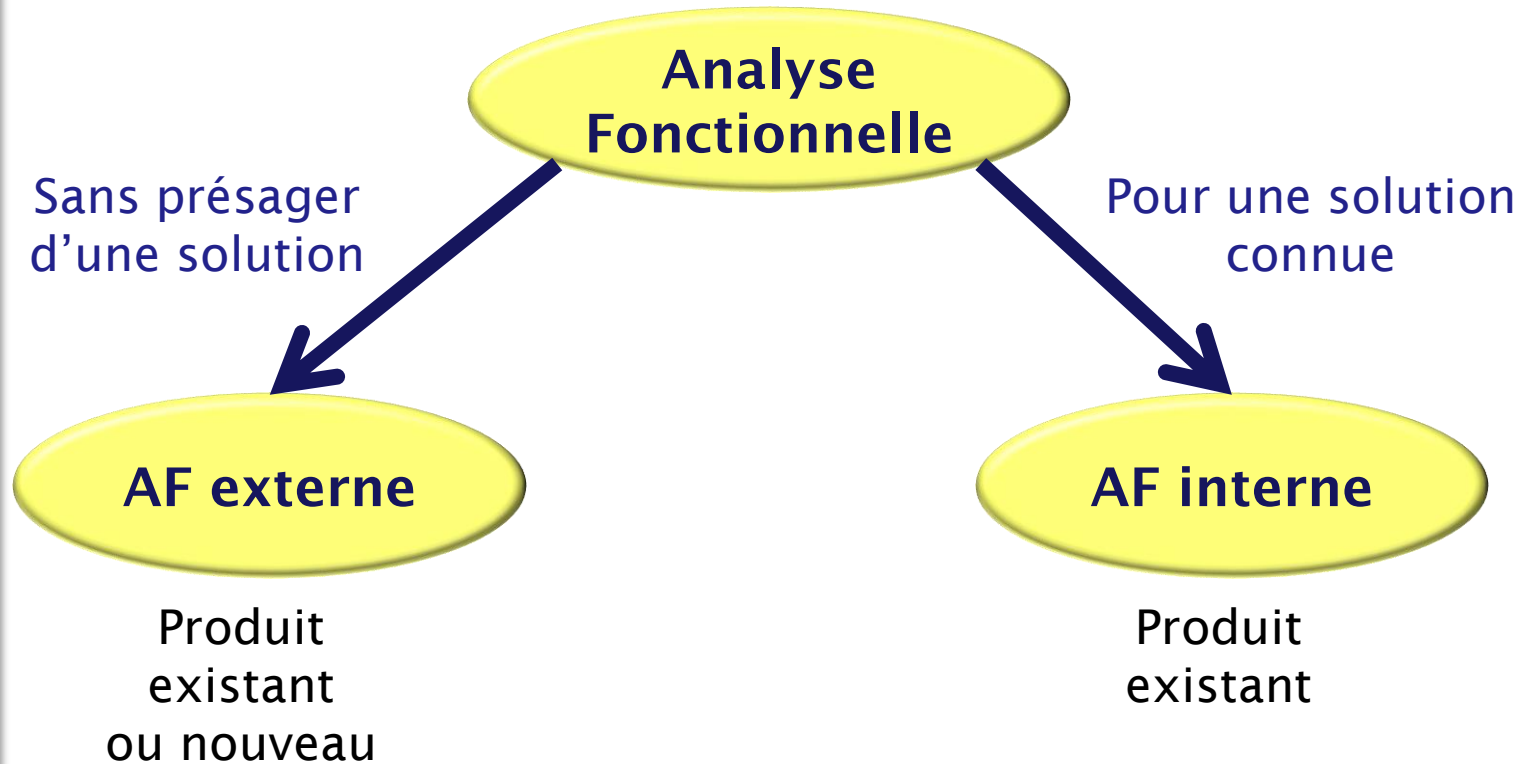 Analyse
Fonctionnelle
Sans présager
d’une solution
Pour une solution
connue
AF externe
AF interne
Produit
existant
ou nouveau
Produit
existant